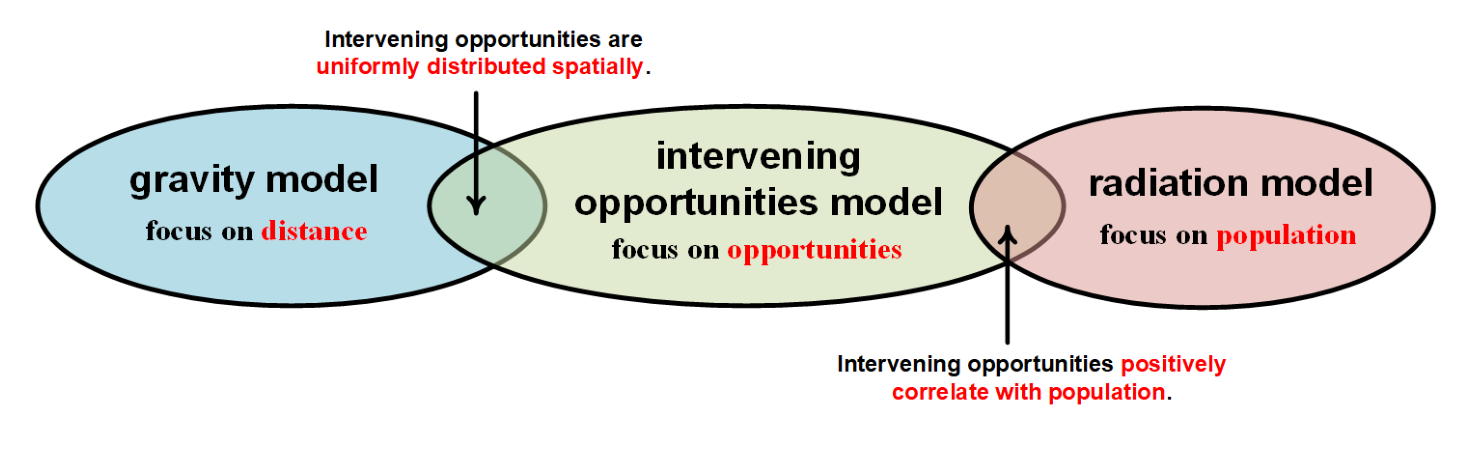 Intervening opportunities are
uniformly distributed spatially.
gravity model
focus on distance
intervening
opportunities model
focus on opportunities
radiation model
focus on population
Intervening opportunities positively
correlate with population.